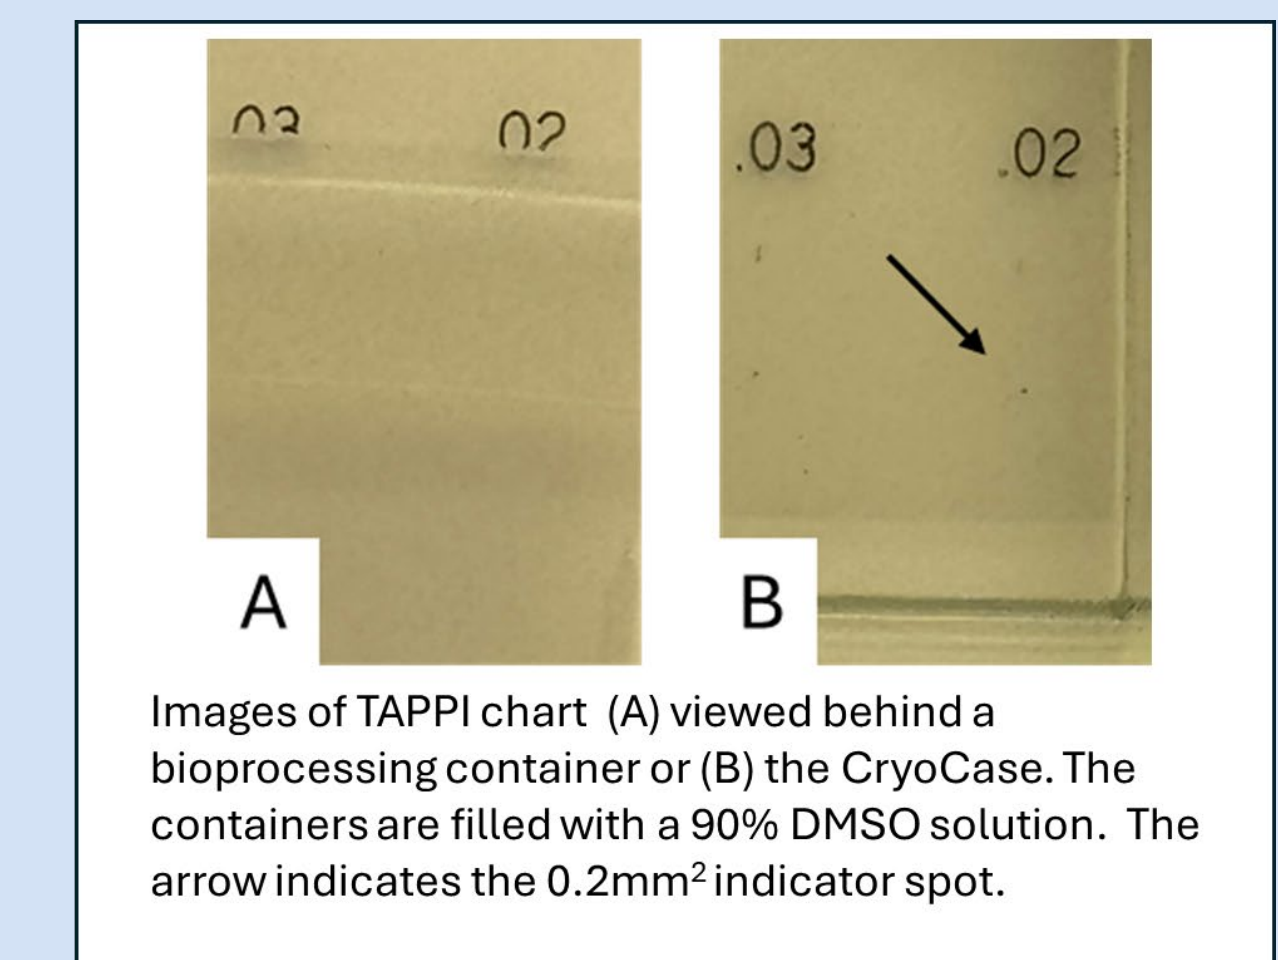 02
.03
.02
A
B
Images of TAPPI chart (A) viewed behind a
bioprocessing container or (B) the CryoCase. The
containers are filled with a 90% DMSO solution. The
arrow indicates the 0.2mm² indicator spot.